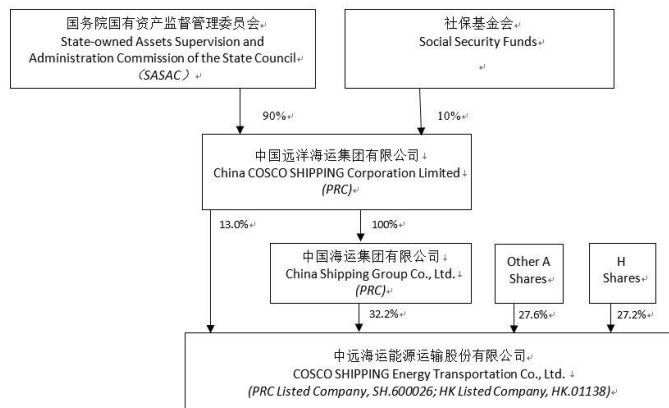 国务院国有资产监督管理委员会
State-owned Assets Supervision and
Administration Commission of the State Council↓
(SASAC)↵
社保基金会
Social Security Funds
↵
90%↵
10%↵
中国远洋海运集团有限公司↓
China COSCO SHIPPING Corporation Limited↓
(PRC)↵
13.0%↵
100%↵
中国海运集团有限公司↓
China Shipping Group Co., Ltd.↓
(PRC)↵
Other A
Shares↵
H
Shares↵
32.2%↵
27.6%↵
27.2%↵
中远海运能源运输股份有限公司↓
COSCO SHIPPING Energy Transportation Co., Ltd.↓
(PRC Listed Company, SH.600026; HK Listed Company, HK.01138)↵